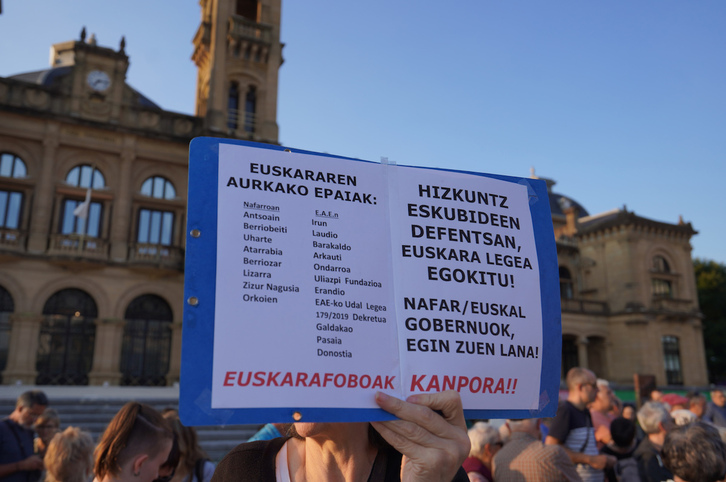 EUSKARAREN
AURKAKO EPAIAK:
Nafarroan
Antsoain
Berriobeiti
Uharte
Atarrabia
Berriozar
Lizarra
Zizur Nagusia
Orkoien
E.A.E.n
Irun
Laudio
Barakaldo
Arkauti
Ondarroa
Uliazpi Fundazioa
Erandio
EAE-ko Udal Legea
179/2019 Dekretua
Galdakao
Pasaia
Donostia
HIZKUNTZ
ESKUBIDEEN
DEFENTSAN,
EUSKARA LEGEA
EGOKITU!
NAFAR/EUSKAL
GOBERNUOK,
EGIN ZUEN LANA!
EUSKARAFOBOAK KANPORA!!